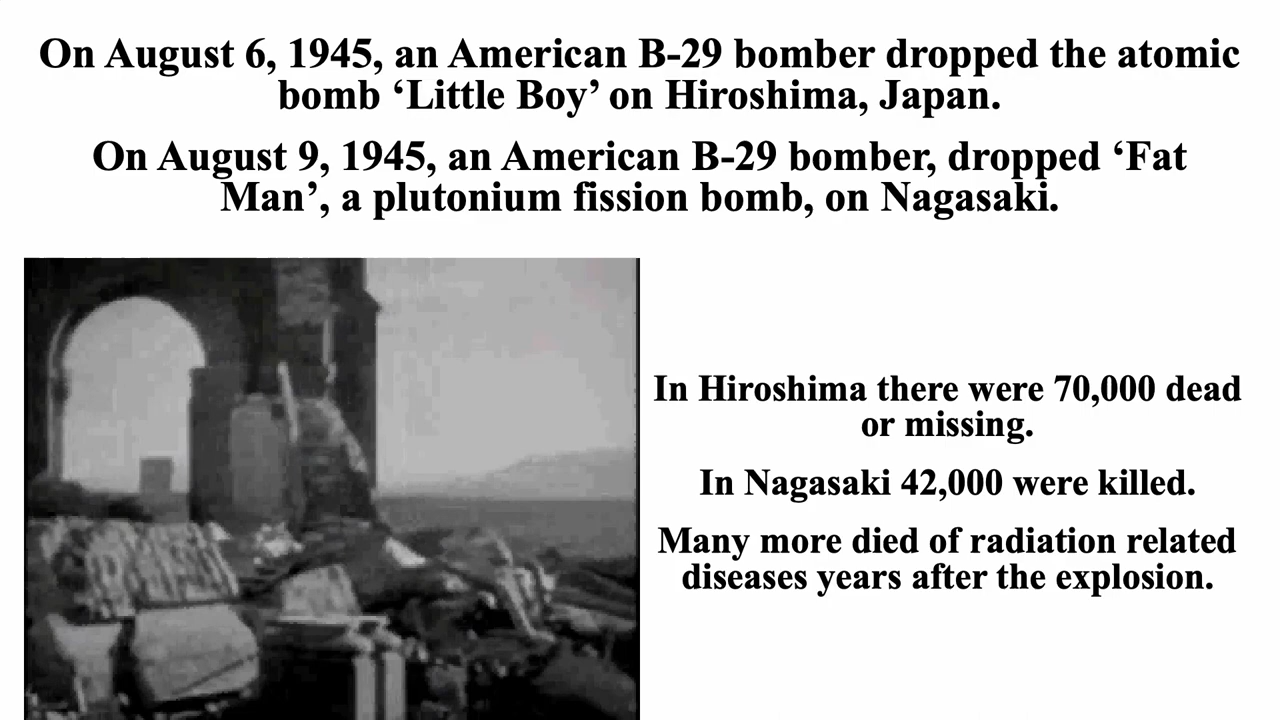 On August 6, 1945, an American B-29 bomber dropped the atomic
bomb ‘Little Boy’ on Hiroshima, Japan.
On August 9, 1945, an American B-29 bomber, dropped ‘Fat
Man’, a plutonium fission bomb, on Nagasaki.
In Hiroshima there were 70,000 dead
or missing.
In Nagasaki 42,000 were killed.
Many more died of radiation related
diseases years after the explosion.